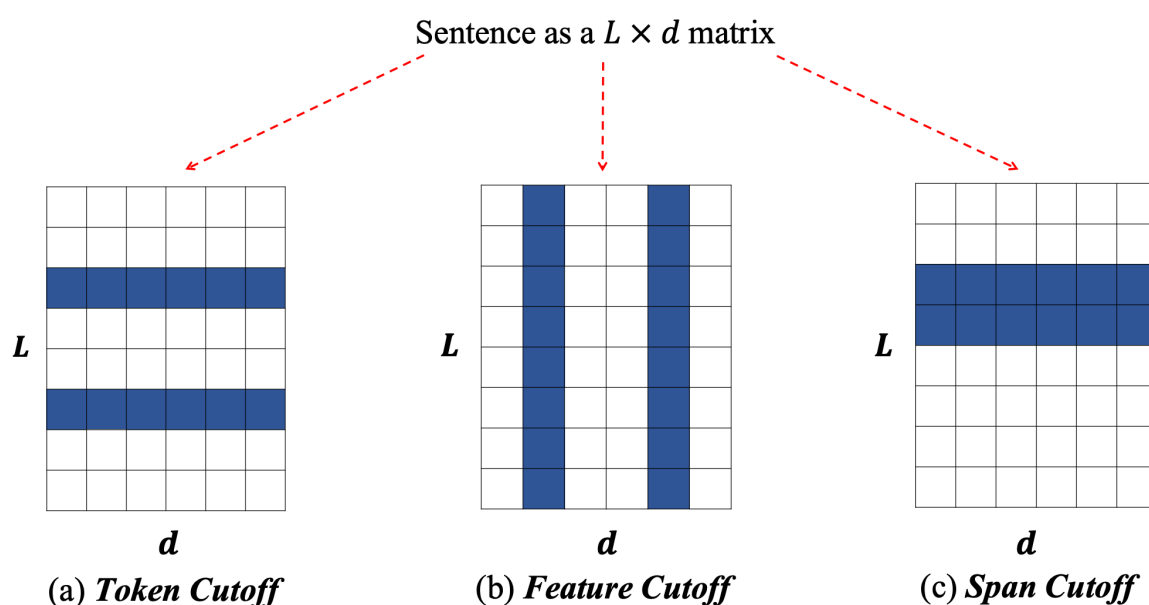 Sentence as a L × d matrix
L
d
(a) Token Cutoff
L
d
(b) Feature Cutoff
L
d
(c) Span Cutoff